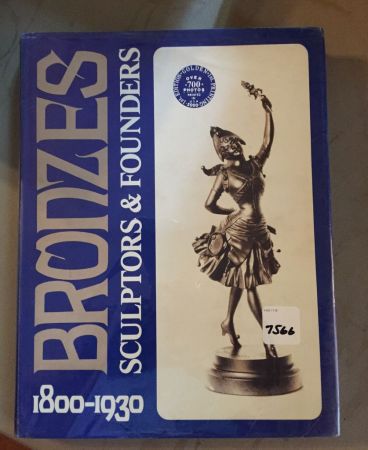 BRONZES
SCULPTORS & FOUNDERS
1800-1930
OVER
700
PHOTOS
7566